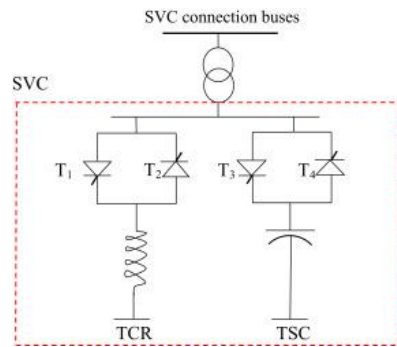 SVC connection buses
SVC
T1 T2 T3 T4
TCR TSC